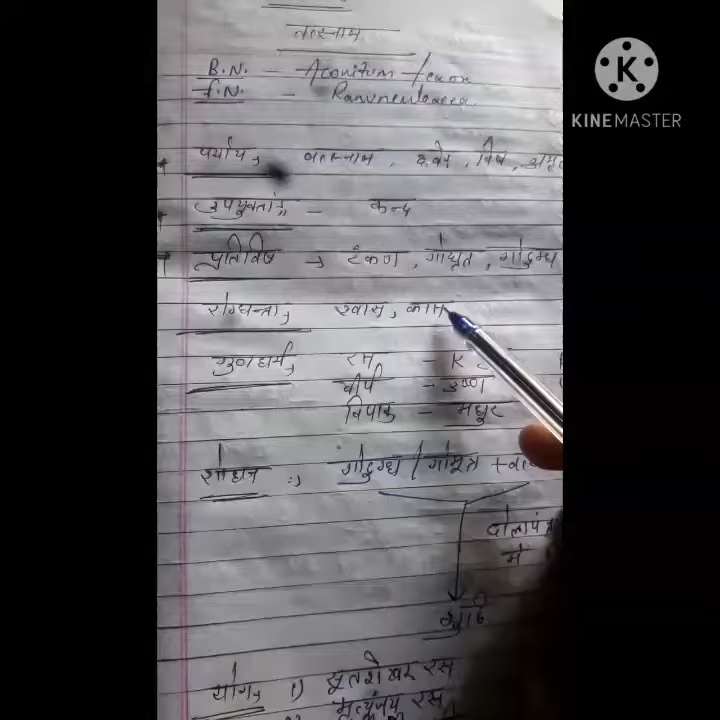 वत्सनाभ
B.N. - Aconitum ferox
F.N. - Ranunculaceae
K
KINEMASTER
पर्याय, वत्सनाभ, क्ष्वेड, विष, अमृ
उपयुक्तांग - कन्द
प्रतिविष → टंकण, गोघृत, गोदुग्ध
रोगघ्नता, श्वास, कास
गुणधर्म, रस -
वीर्य - उष्ण
विपाक - मधुर
शोधन :→ गोदुग्ध / गोमूत्र +
दोलायंत्र
में
शुद्धि
योग, 1) सूतशेखर रस
मृत्युंजय रस